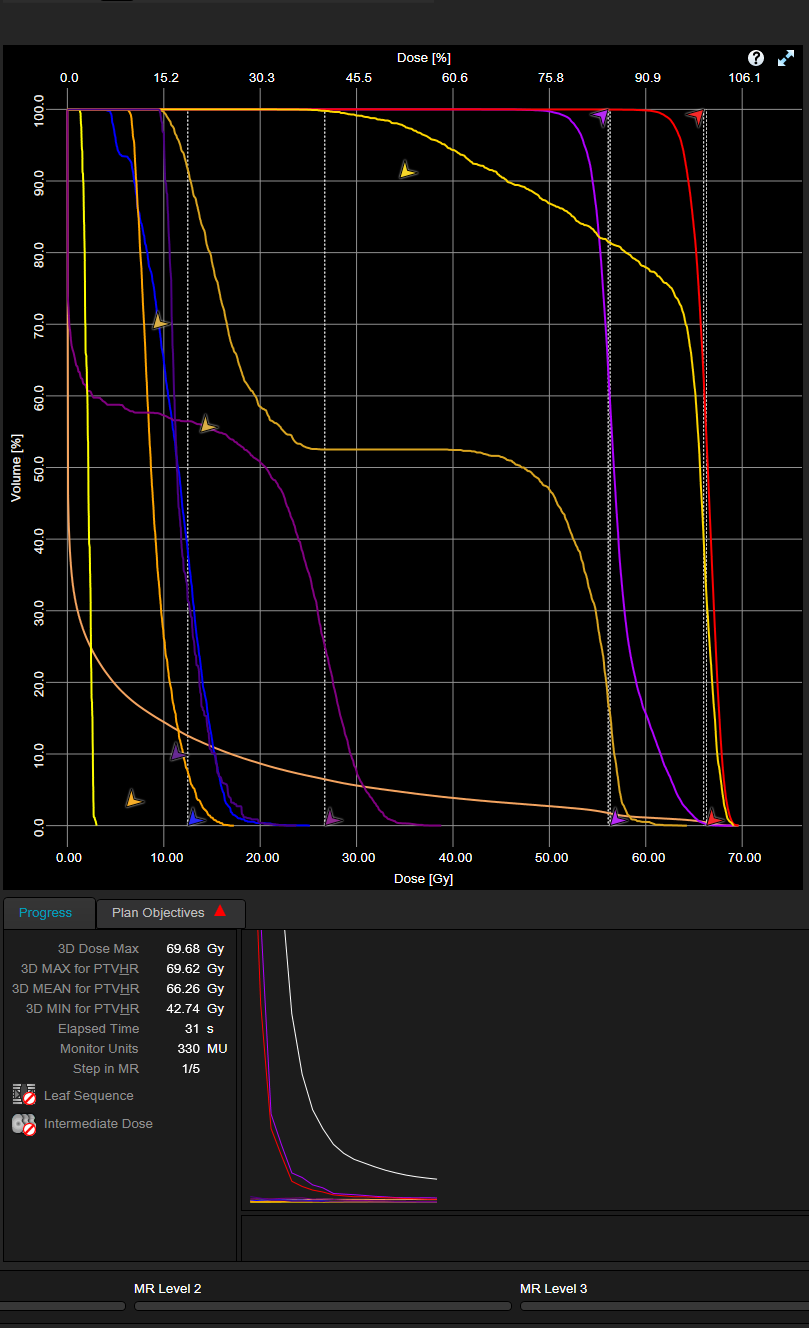 Dose [%]
0.0 15.2 30.3 45.5 60.6 75.8 90.9 106.1
100.0
90.0
80.0
70.0
60.0
50.0
40.0
30.0
20.0
10.0
0.0
Volume [%]
0.00 10.00 20.00 30.00 40.00 50.00 60.00 70.00
Dose [Gy]
Progress Plan Objectives
3D Dose Max 69.68 Gy
3D MAX for PTVHR 69.62 Gy
3D MEAN for PTVHR 66.26 Gy
3D MIN for PTVHR 42.74 Gy
Elapsed Time 31 s
Monitor Units 330 MU
Step in MR 1/5
Leaf Sequence
Intermediate Dose
MR Level 2 MR Level 3